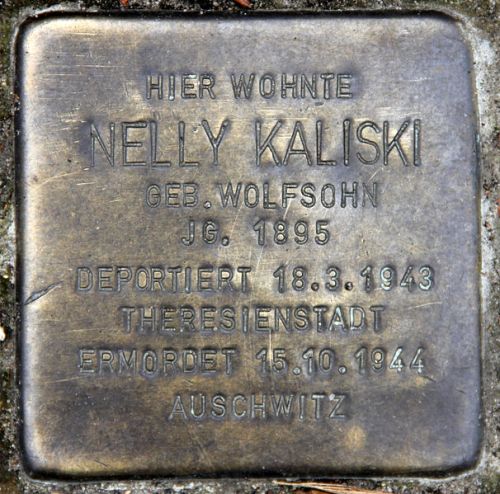 HIER WOHNTE
NELLY KALISKI
GEB. WOLFSOHN
JG. 1895
DEPORTIERT 18.3.1943
THERESIENSTADT
ERMORDET 15.10.1944
AUSCHWITZ